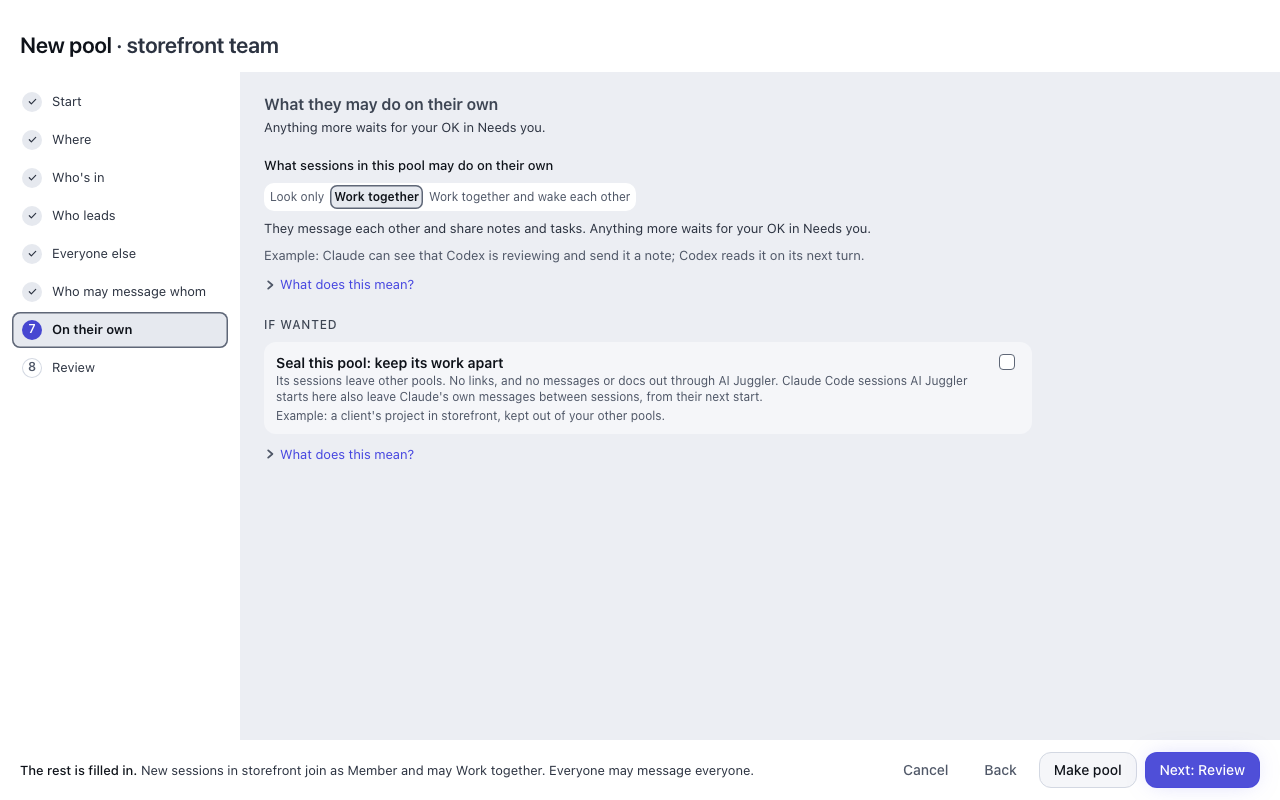 New pool · storefront team
Start
Where
Who's in
Who leads
Everyone else
Who may message whom
7 On their own
8 Review
What they may do on their own
Anything more waits for your OK in Needs you.
What sessions in this pool may do on their own
Look only Work together Work together and wake each other
They message each other and share notes and tasks. Anything more waits for your OK in Needs you.
Example: Claude can see that Codex is reviewing and send it a note; Codex reads it on its next turn.
What does this mean?
IF WANTED
Seal this pool: keep its work apart
Its sessions leave other pools. No links, and no messages or docs out through AI Juggler. Claude Code sessions AI Juggler
starts here also leave Claude's own messages between sessions, from their next start.
Example: a client's project in storefront, kept out of your other pools.
What does this mean?
The rest is filled in. New sessions in storefront join as Member and may Work together. Everyone may message everyone.
Cancel Back Make pool Next: Review